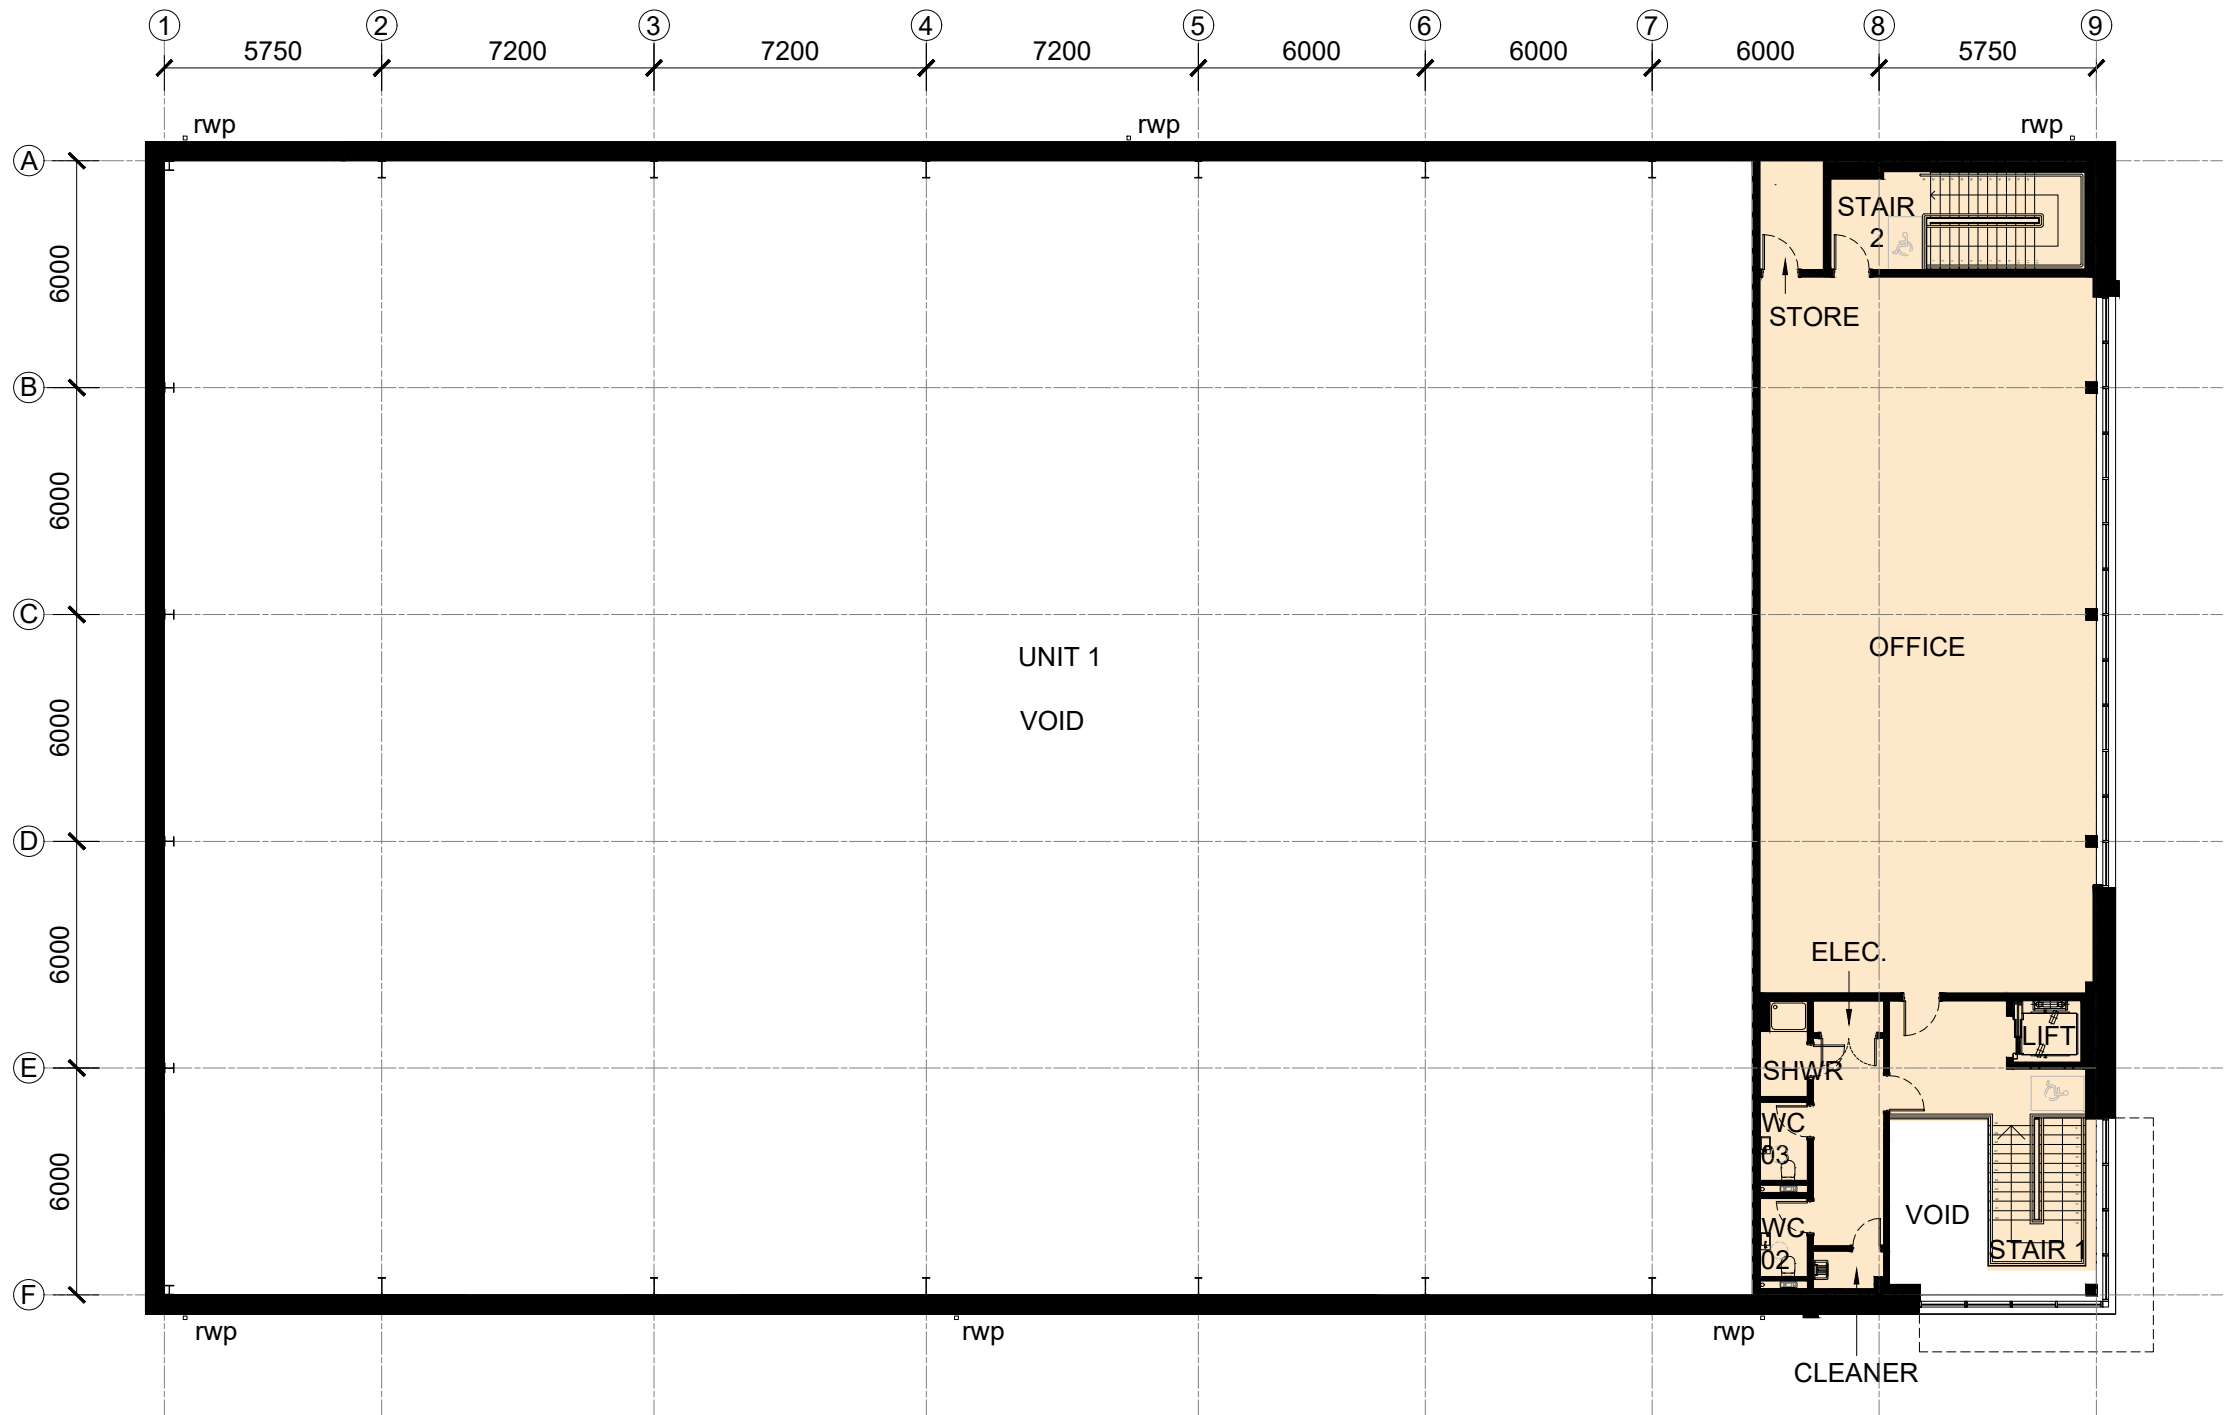 1 2 3 4 5 6 7 8 9
5750 7200 7200 7200 6000 6000 6000 5750
rwp rwp rwp
A
6000
B
6000
C
6000
D
6000
E
6000
F
STAIR
2
STORE
OFFICE
UNIT 1
VOID
ELEC.
LIFT
SHWR
WC
03
WC
02
VOID
STAIR 1
rwp rwp rwp
CLEANER